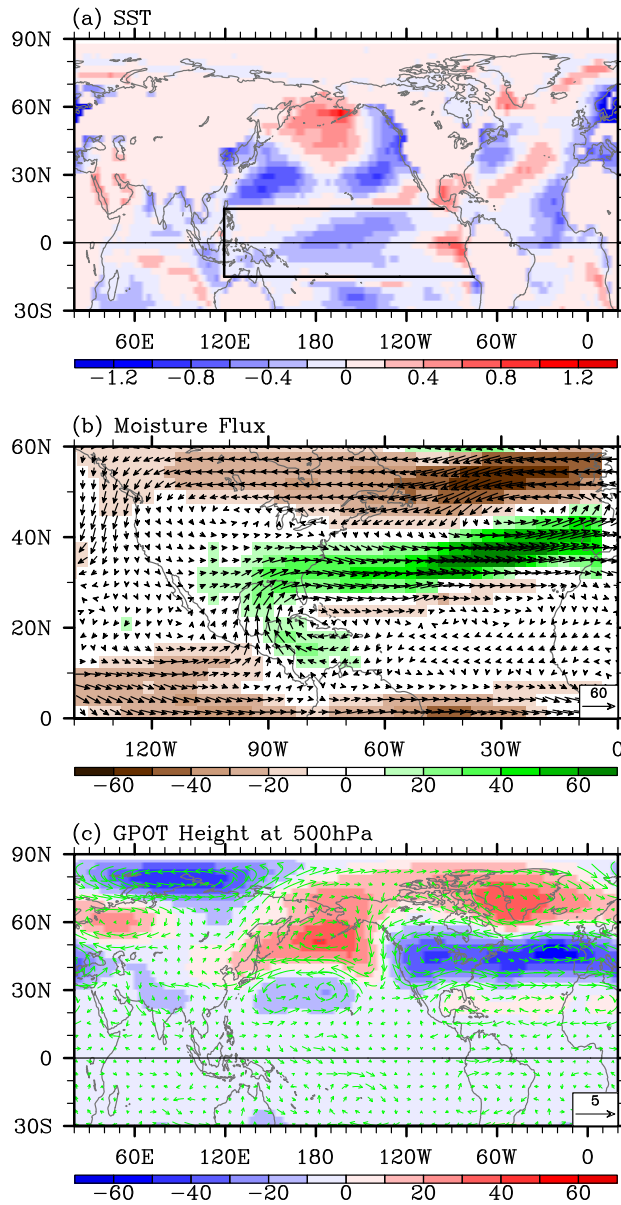 (a) SST
90N
60N
30N
0
30S
60E 120E 180 120W 60W 0
−1.2 −0.8 −0.4 0 0.4 0.8 1.2
(b) Moisture Flux
60N
40N
20N
0
60
120W 90W 60W 30W 0
−60 −40 −20 0 20 40 60
(c) GPOT Height at 500hPa
90N
60N
30N
0
30S
5
60E 120E 180 120W 60W 0
−60 −40 −20 0 20 40 60